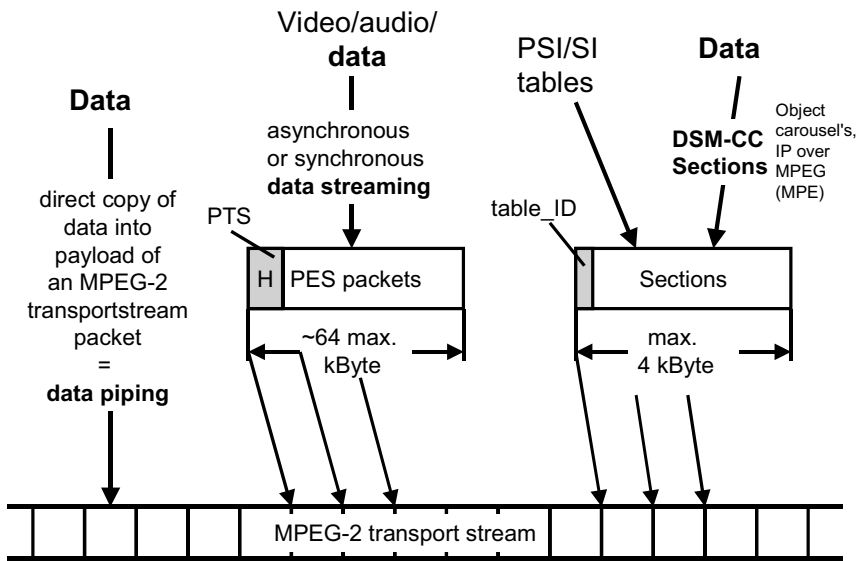 Data
direct copy of
data into
payload of
an MPEG-2
transportstream
packet
=
data piping
Video/audio/
data
asynchronous
or synchronous
data streaming
PTS
H
PES packets
~64 max.
kByte
PSI/SI
tables
Data
DSM-CC
Sections
Object
carousel's,
IP over
MPEG
(MPE)
table_ID
Sections
max.
4 kByte
MPEG-2 transport stream